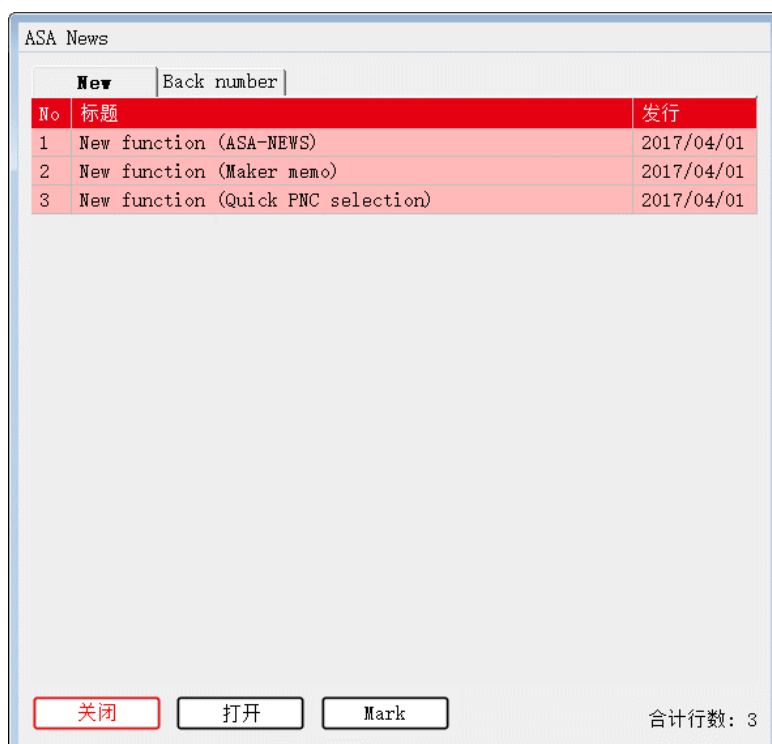 ASA News
New Back number
No 标题 发行
1 New function (ASA-NEWS) 2017/04/01
2 New function (Maker memo) 2017/04/01
3 New function (Quick PNC selection) 2017/04/01
关闭 打开 Mark 合计行数: 3